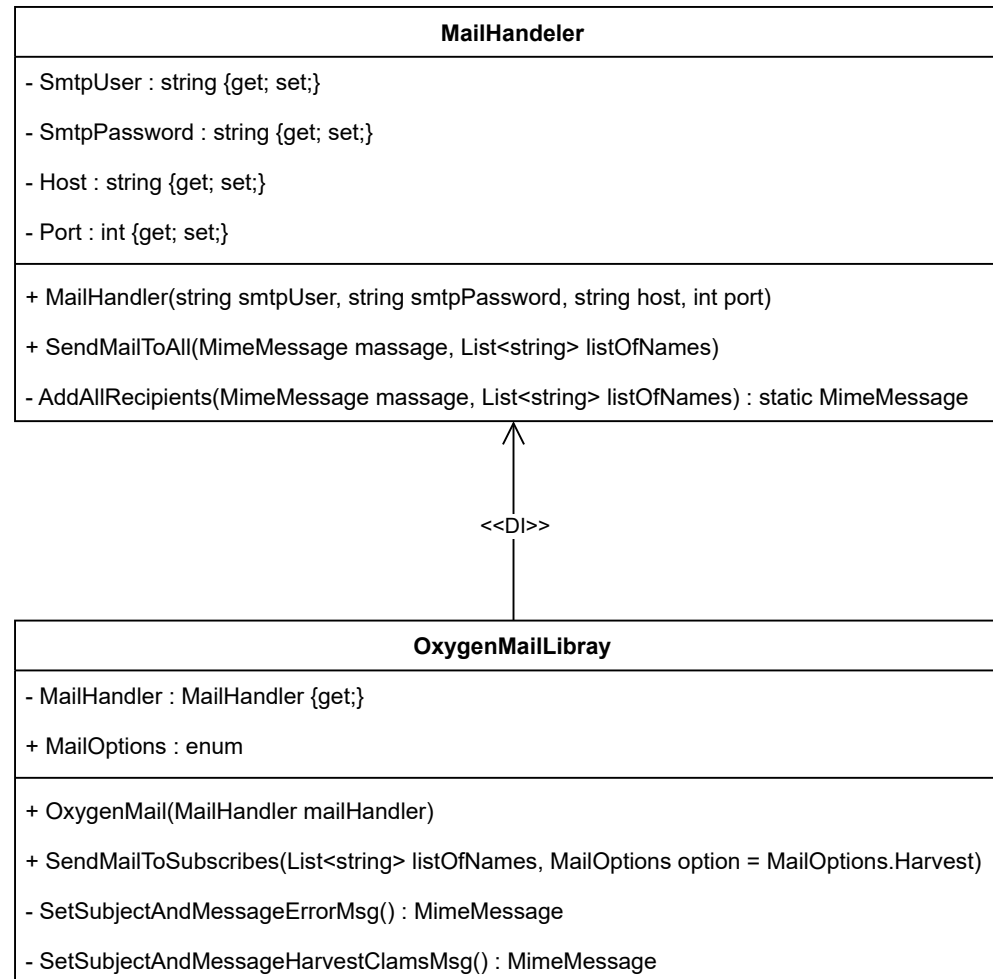 MailHandeler
- SmtpUser : string {get; set;}
- SmtpPassword : string {get; set;}
- Host : string {get; set;}
- Port : int {get; set;}
+ MailHandler(string smtpUser, string smtpPassword, string host, int port)
+ SendMailToAll(MimeMessage massage, List<string> listOfNames)
- AddAllRecipients(MimeMessage massage, List<string> listOfNames) : static MimeMessage
<<DI>>
OxygenMailLibray
- MailHandler : MailHandler {get;}
+ MailOptions : enum
+ OxygenMail(MailHandler mailHandler)
+ SendMailToSubscribes(List<string> listOfNames, MailOptions option = MailOptions.Harvest)
- SetSubjectAndMessageErrorMsg() : MimeMessage
- SetSubjectAndMessageHarvestClamsMsg() : MimeMessage